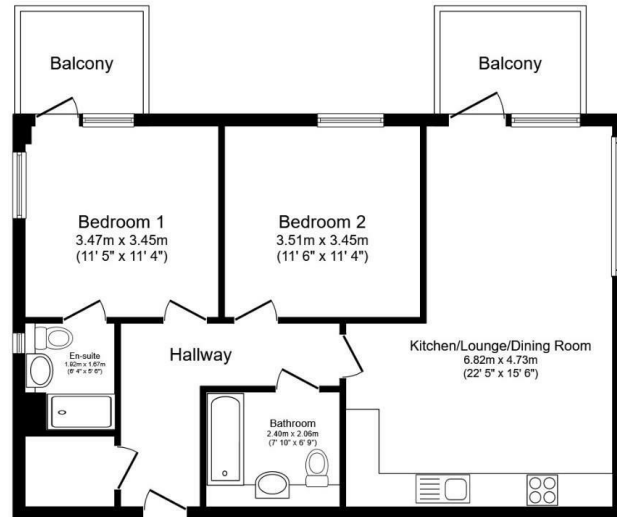 Balcony
Balcony
Bedroom 1
3.47m x 3.45m
(11' 5" x 11' 4")
Bedroom 2
3.51m x 3.45m
(11' 6" x 11' 4")
Kitchen/Lounge/Dining Room
6.82m x 4.73m
(22' 5" x 15' 6")
En-suite
1.92m x 1.67m
(6' 4" x 5' 6")
Hallway
Bathroom
2.40m x 2.06m
(7' 10" x 6' 9")